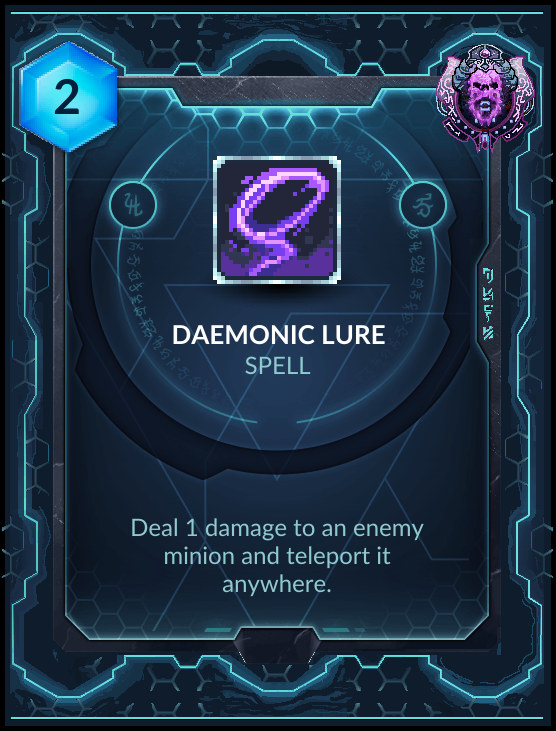 2
DAEMONIC LURE
SPELL
Deal 1 damage to an enemy
minion and teleport it
anywhere.